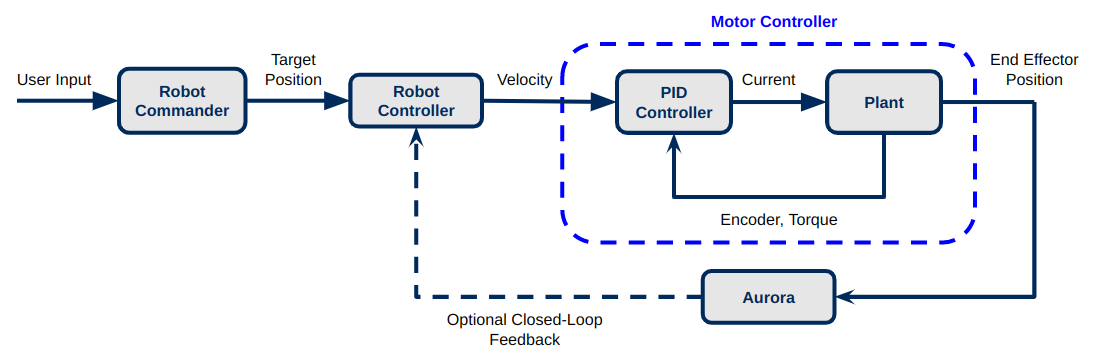 Motor Controller
User Input
Robot
Commander
Target
Position
Robot
Controller
Velocity
PID
Controller
Current
Plant
End Effector
Position
Encoder, Torque
Aurora
Optional Closed-Loop
Feedback